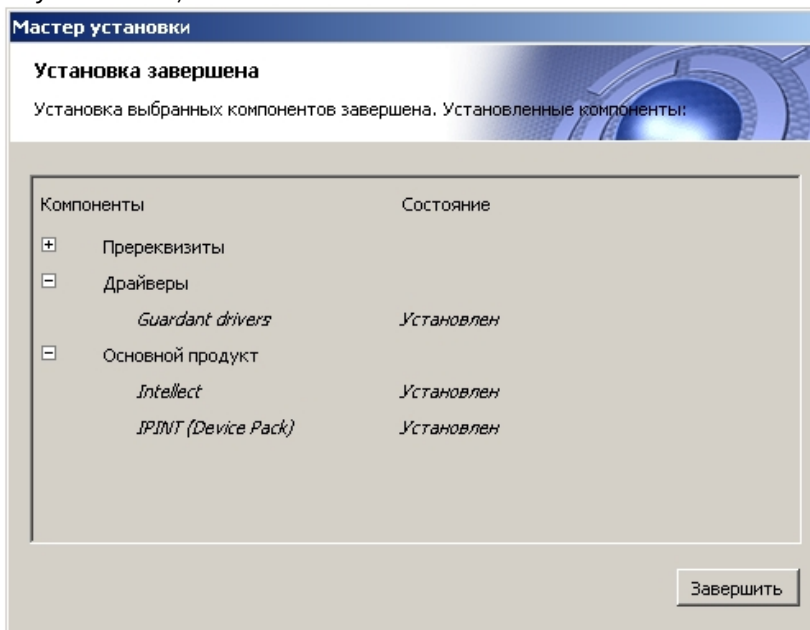 Мастер установки
Установка завершена
Установка выбранных компонентов завершена. Установленные компоненты:
Компоненты Состояние
Пререквизиты
Драйверы
Guardant drivers Установлен
Основной продукт
Intellect Установлен
IPINT (Device Pack) Установлен
Завершить